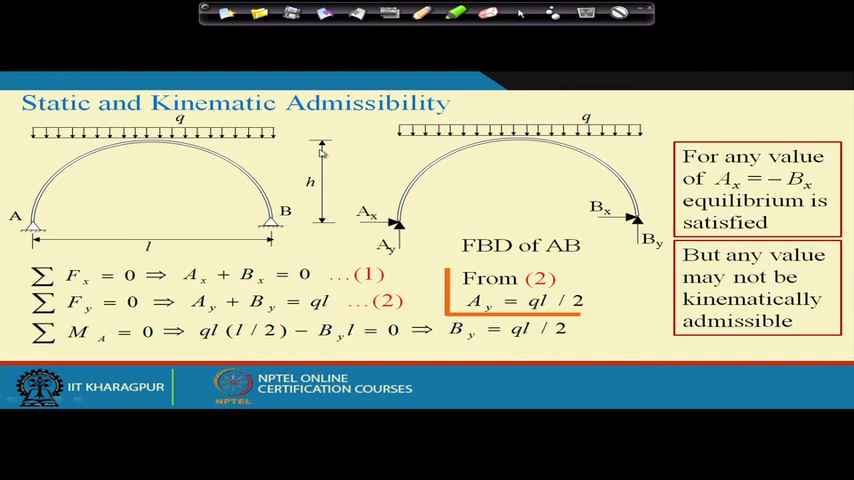 Static and Kinematic Admissibility
q
q
h
A
B
l
A_x
A_y
B_x
B_y
FBD of AB
∑ F_x = 0 ⇒ A_x + B_x = 0 ...(1)
∑ F_y = 0 ⇒ A_y + B_y = ql ...(2)
∑ M_A = 0 ⇒ ql (l / 2) − B_y l = 0 ⇒ B_y = ql / 2
From (2)
A_y = ql / 2
For any value
of A_x = − B_x
equilibrium is
satisfied
But any value
may not be
kinematically
admissible
IIT KHARAGPUR
NPTEL
NPTEL ONLINE
CERTIFICATION COURSES